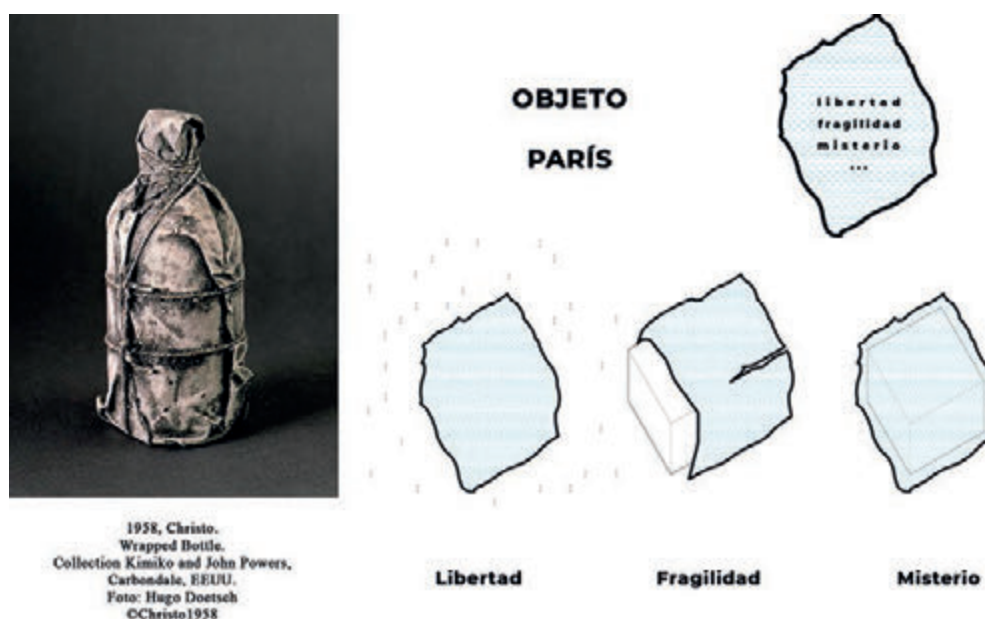 OBJETO
PARÍS
libertad
fragilidad
misterio
...
1958, Christo.
Wrapped Bottle.
Collection Kimiko and John Powers,
Carbondale, EEUU.
Foto: Hugo Doetsch
©Christo1958
Libertad
Fragilidad
Misterio